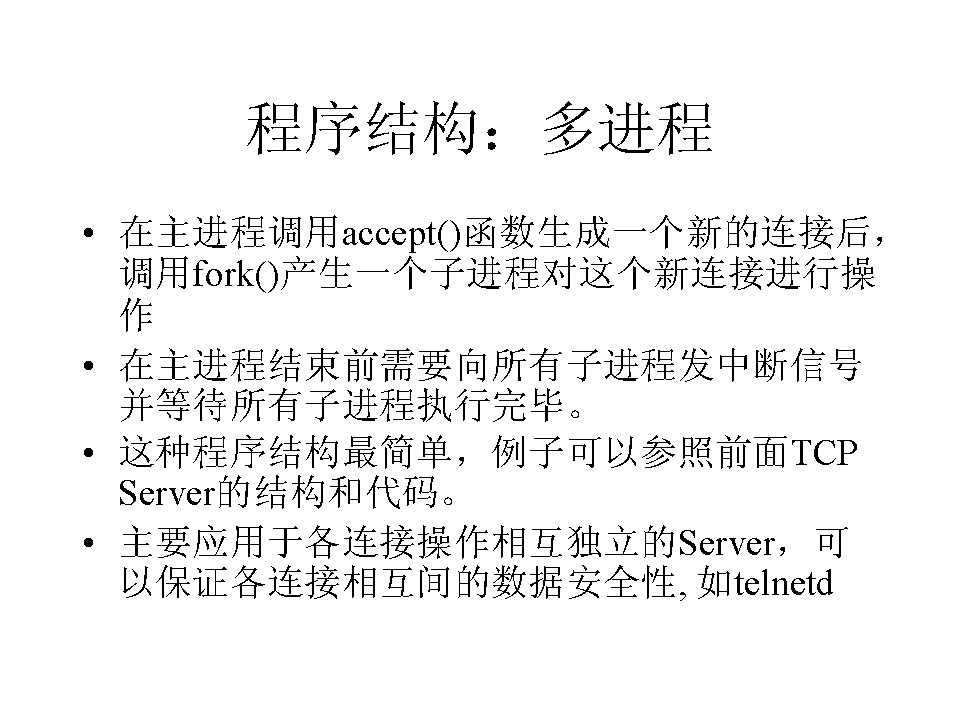 程序结构：多进程
• 在主进程调用accept()函数生成一个新的连接后，
调用fork()产生一个子进程对这个新连接进行操
作
• 在主进程结束前需要向所有子进程发中断信号
并等待所有子进程执行完毕。
• 这种程序结构最简单，例子可以参照前面TCP
Server的结构和代码。
• 主要应用于各连接操作相互独立的Server，可
以保证各连接相互间的数据安全性, 如telnetd